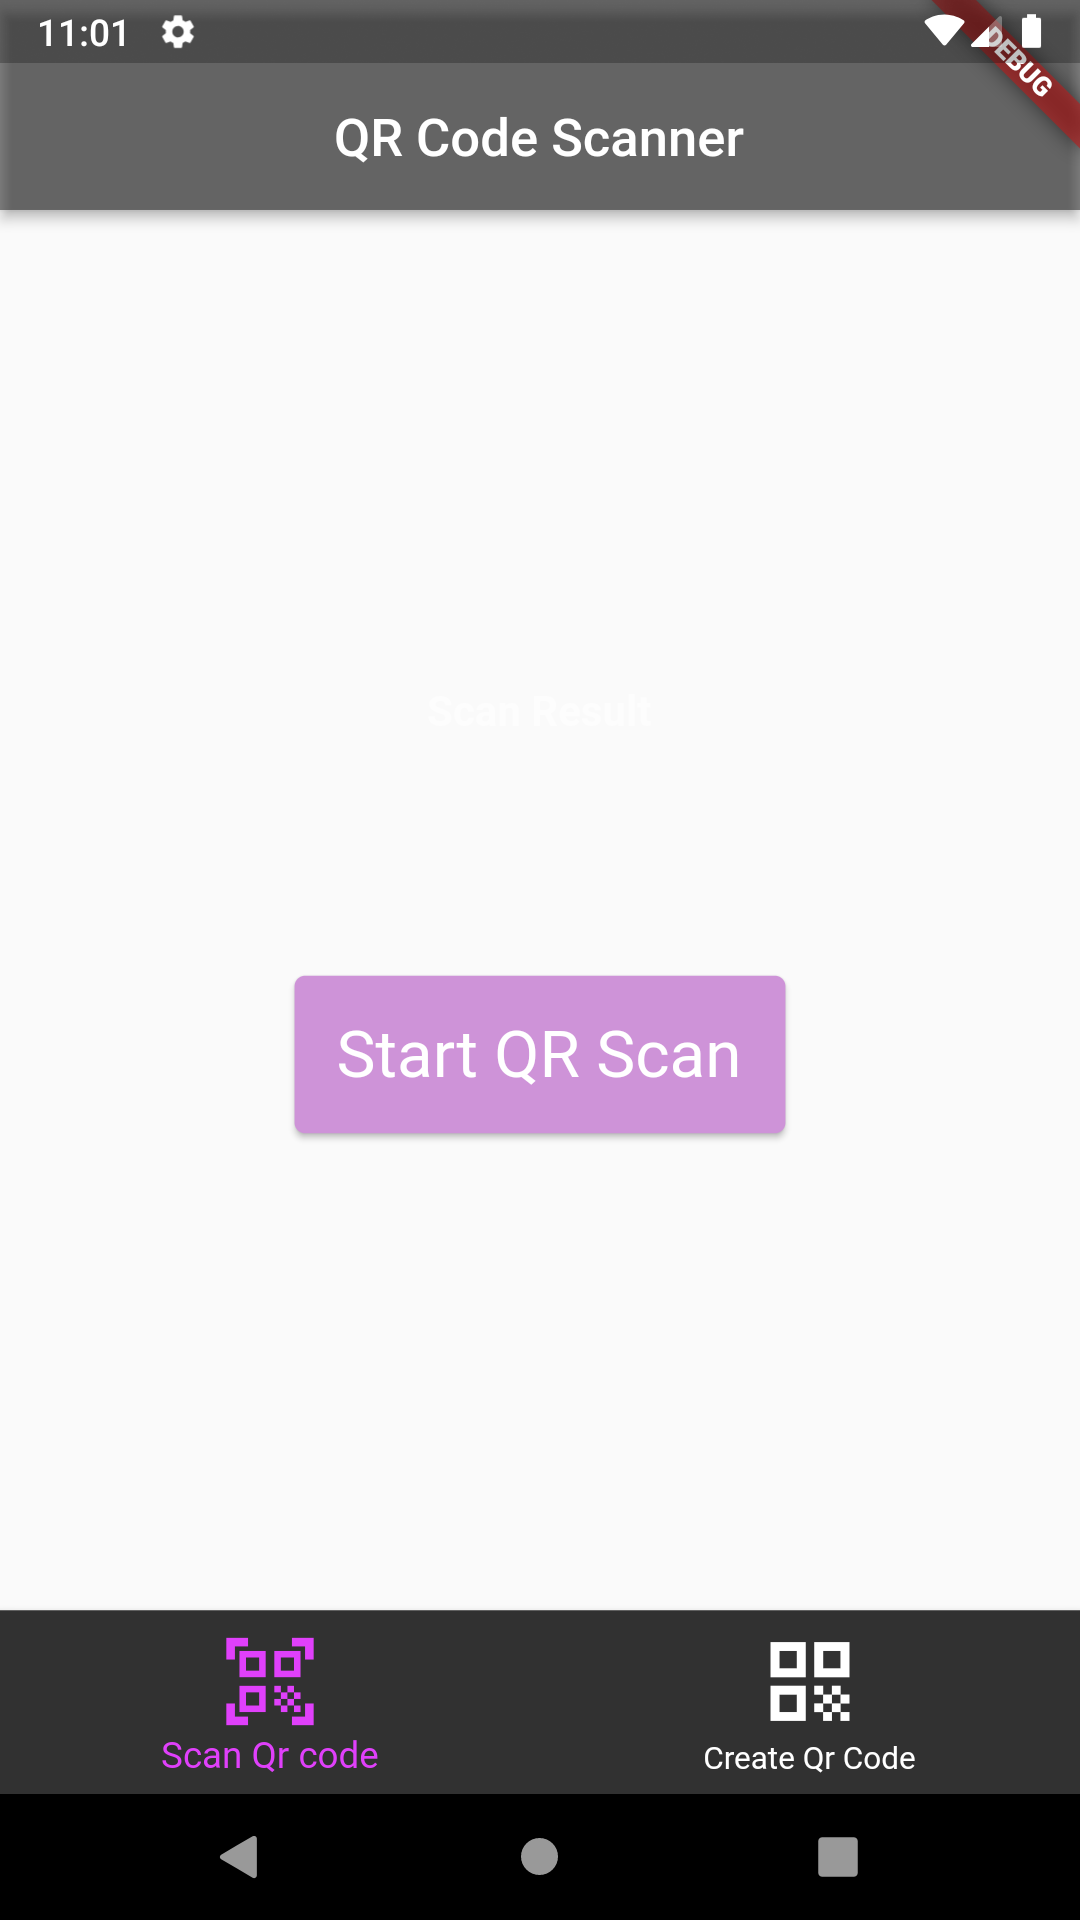 11:01
DEBUG
QR Code Scanner
Scan Result
Start QR Scan
Scan Qr code
Create Qr Code